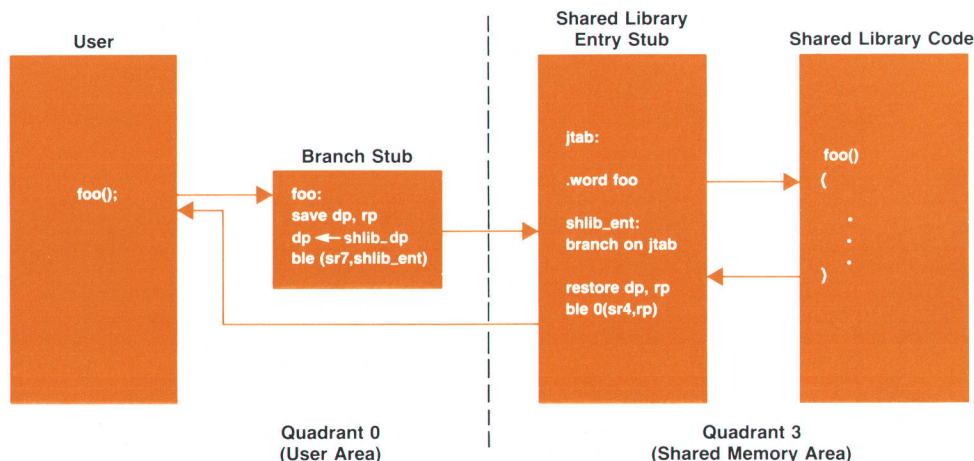 User
foo();
Branch Stub
foo:
save dp, rp
dp ← shlib_dp
ble (sr7,shlib_ent)
Shared Library
Entry Stub
jtab:
.word foo
shlib_ent:
branch on jtab
restore dp, rp
ble 0(sr4,rp)
Shared Library Code
foo()
(
.
.
.
)
Quadrant 0
(User Area)
Quadrant 3
(Shared Memory Area)